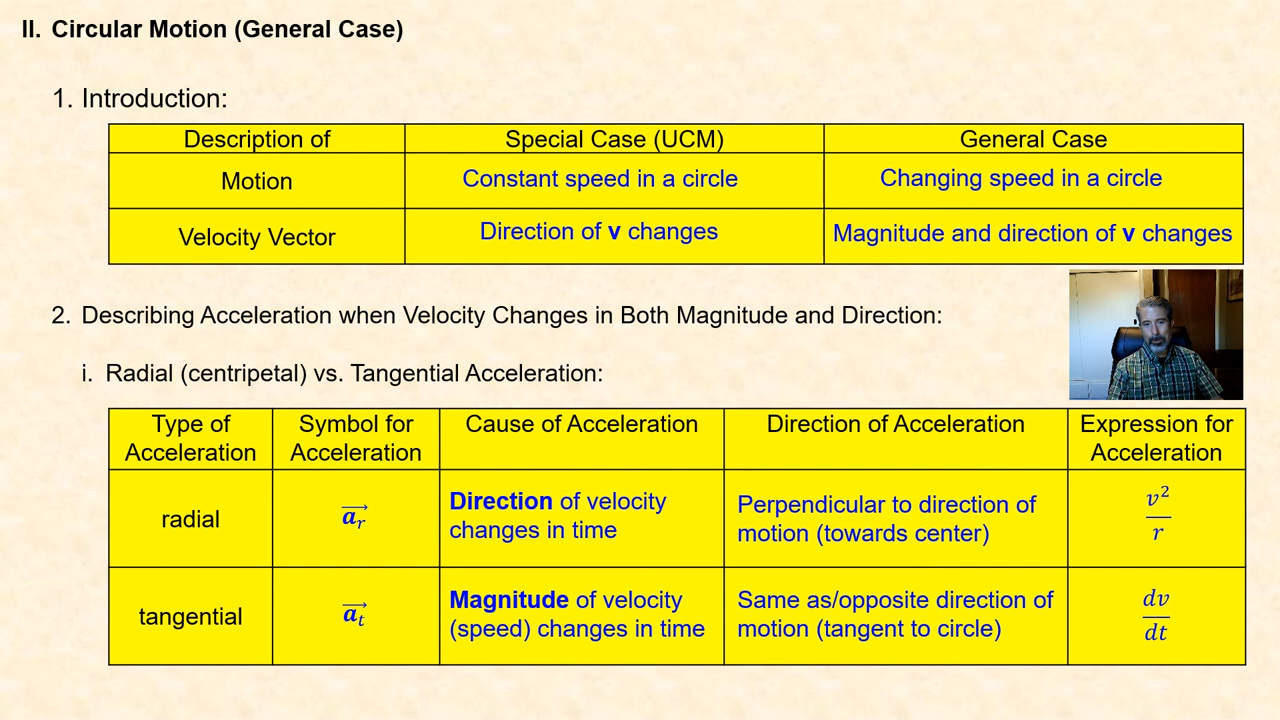 II. Circular Motion (General Case)
1. Introduction:
Description of Special Case (UCM) General Case
Motion Constant speed in a circle Changing speed in a circle
Velocity Vector Direction of v changes Magnitude and direction of v changes
2. Describing Acceleration when Velocity Changes in Both Magnitude and Direction:
i. Radial (centripetal) vs. Tangential Acceleration:
Type of Acceleration
Symbol for Acceleration
Cause of Acceleration
Direction of Acceleration
Expression for Acceleration
radial
$\vec{a_r}$
Direction of velocity
changes in time
Perpendicular to direction of
motion (towards center)
$\frac{v^2}{r}$
tangential
$\vec{a_t}$
Magnitude of velocity
(speed) changes in time
Same as/opposite direction of
motion (tangent to circle)
$\frac{dv}{dt}$